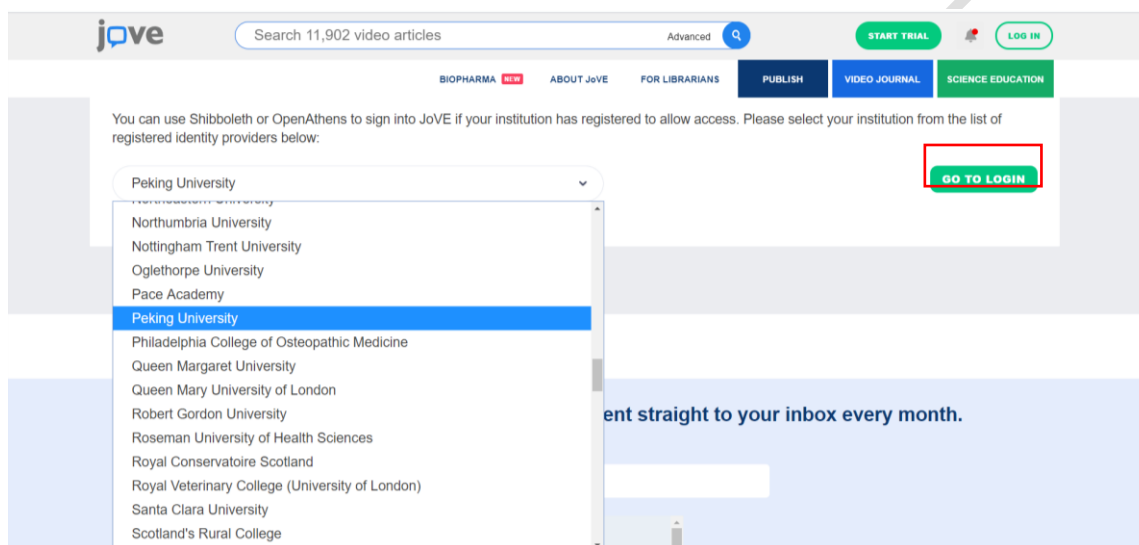 jove
Search 11,902 video articles
Advanced
START TRIAL
LOG IN
BIOPHARMA NEW
ABOUT JoVE
FOR LIBRARIANS
PUBLISH
VIDEO JOURNAL
SCIENCE EDUCATION
You can use Shibboleth or OpenAthens to sign into JoVE if your institution has registered to allow access. Please select your institution from the list of
registered identity providers below:
Peking University
GO TO LOGIN
Northumbria University
Nottingham Trent University
Oglethorpe University
Pace Academy
Peking University
Philadelphia College of Osteopathic Medicine
Queen Margaret University
Queen Mary University of London
Robert Gordon University
ent straight to your inbox every month.
Roseman University of Health Sciences
Royal Conservatoire Scotland
Royal Veterinary College (University of London)
Santa Clara University
Scotland's Rural College